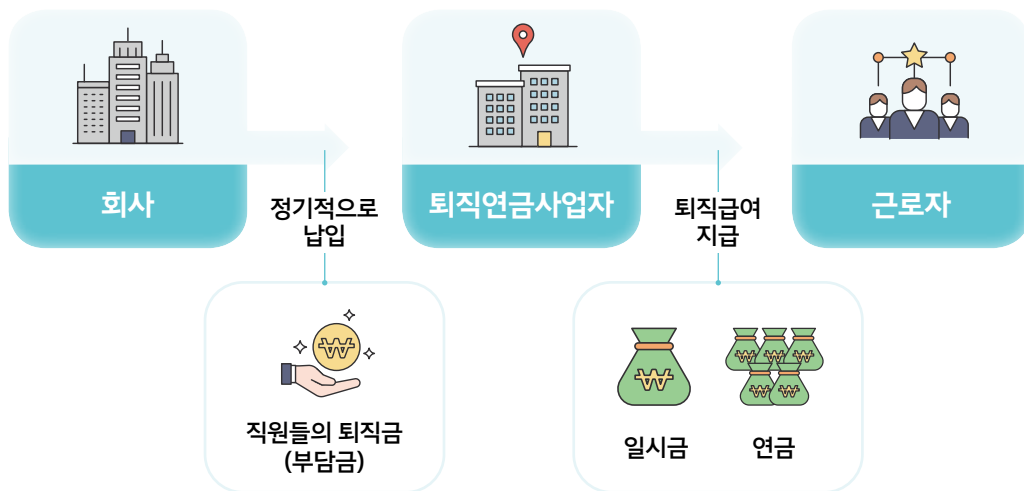 회사
정기적으로
납입
퇴직연금사업자
퇴직급여
지급
근로자
₩
직원들의 퇴직금
(부담금)
₩
일시금
₩ ₩ ₩
₩ ₩
연금